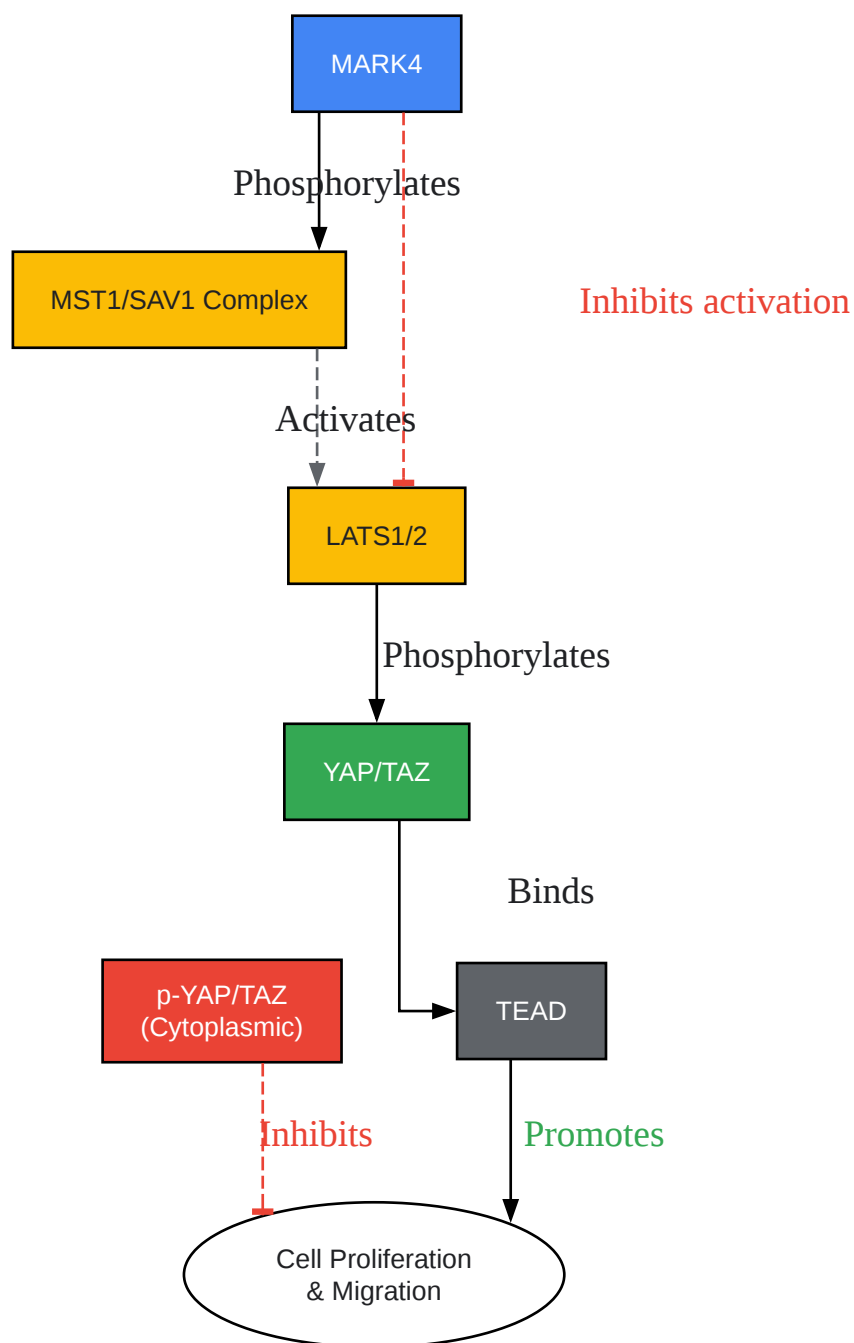 MARK4
Phosphorylates
MST1/SAV1 Complex
Inhibits activation
Activates
LATS1/2
Phosphorylates
YAP/TAZ
Binds
p-YAP/TAZ
(Cytoplasmic)
TEAD
Inhibits
Promotes
Cell Proliferation
& Migration